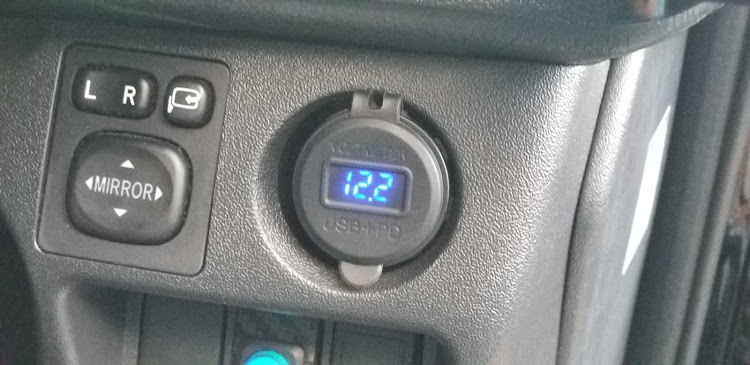 L R
MIRROR
VOLTMETER
12.2
USB+PD